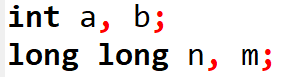 int a, b;
long long n, m;